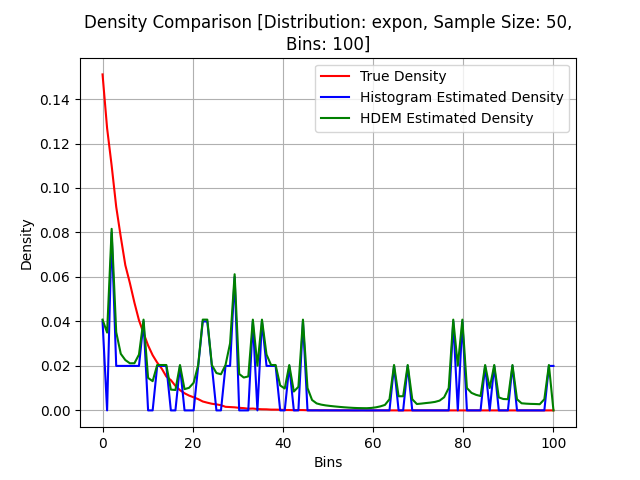 Density Comparison [Distribution: expon, Sample Size: 50,
Bins: 100]
True Density
Histogram Estimated Density
HDEM Estimated Density
Density
0.14
0.12
0.10
0.08
0.06
0.04
0.02
0.00
0 20 40 60 80 100
Bins